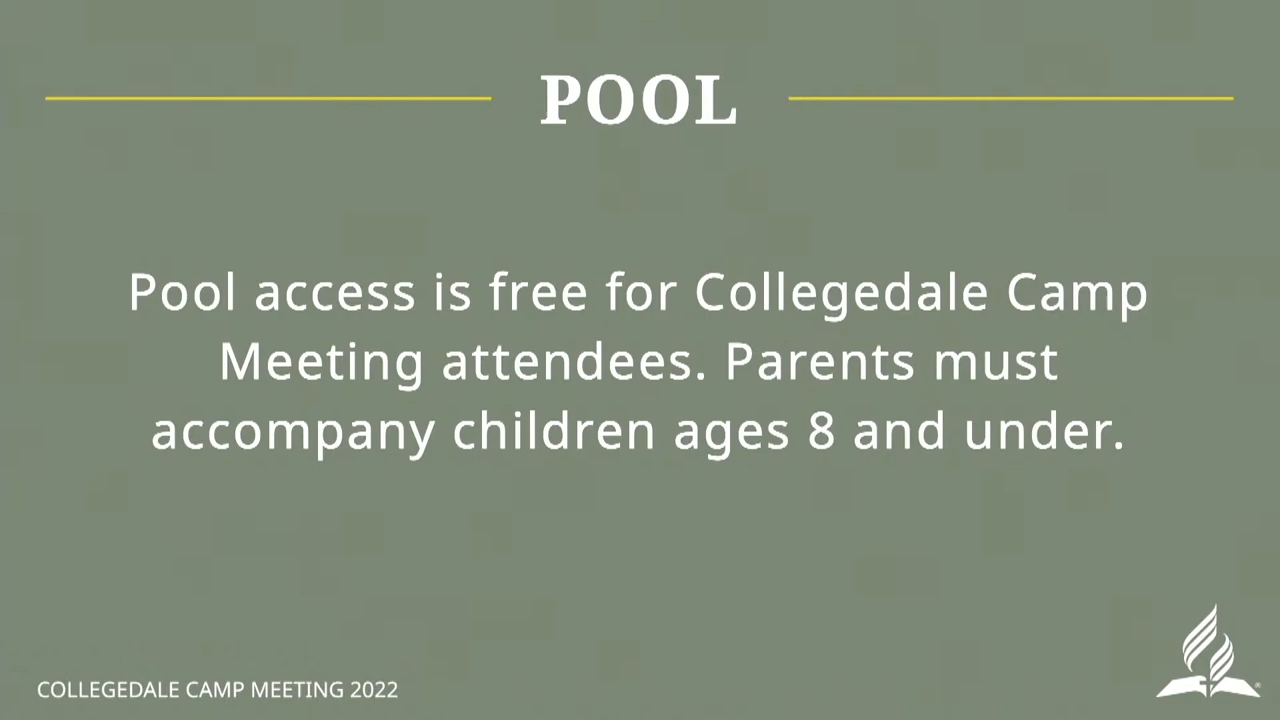 POOL
Pool access is free for Collegedale Camp
Meeting attendees. Parents must
accompany children ages 8 and under.
COLLEGEDALE CAMP MEETING 2022